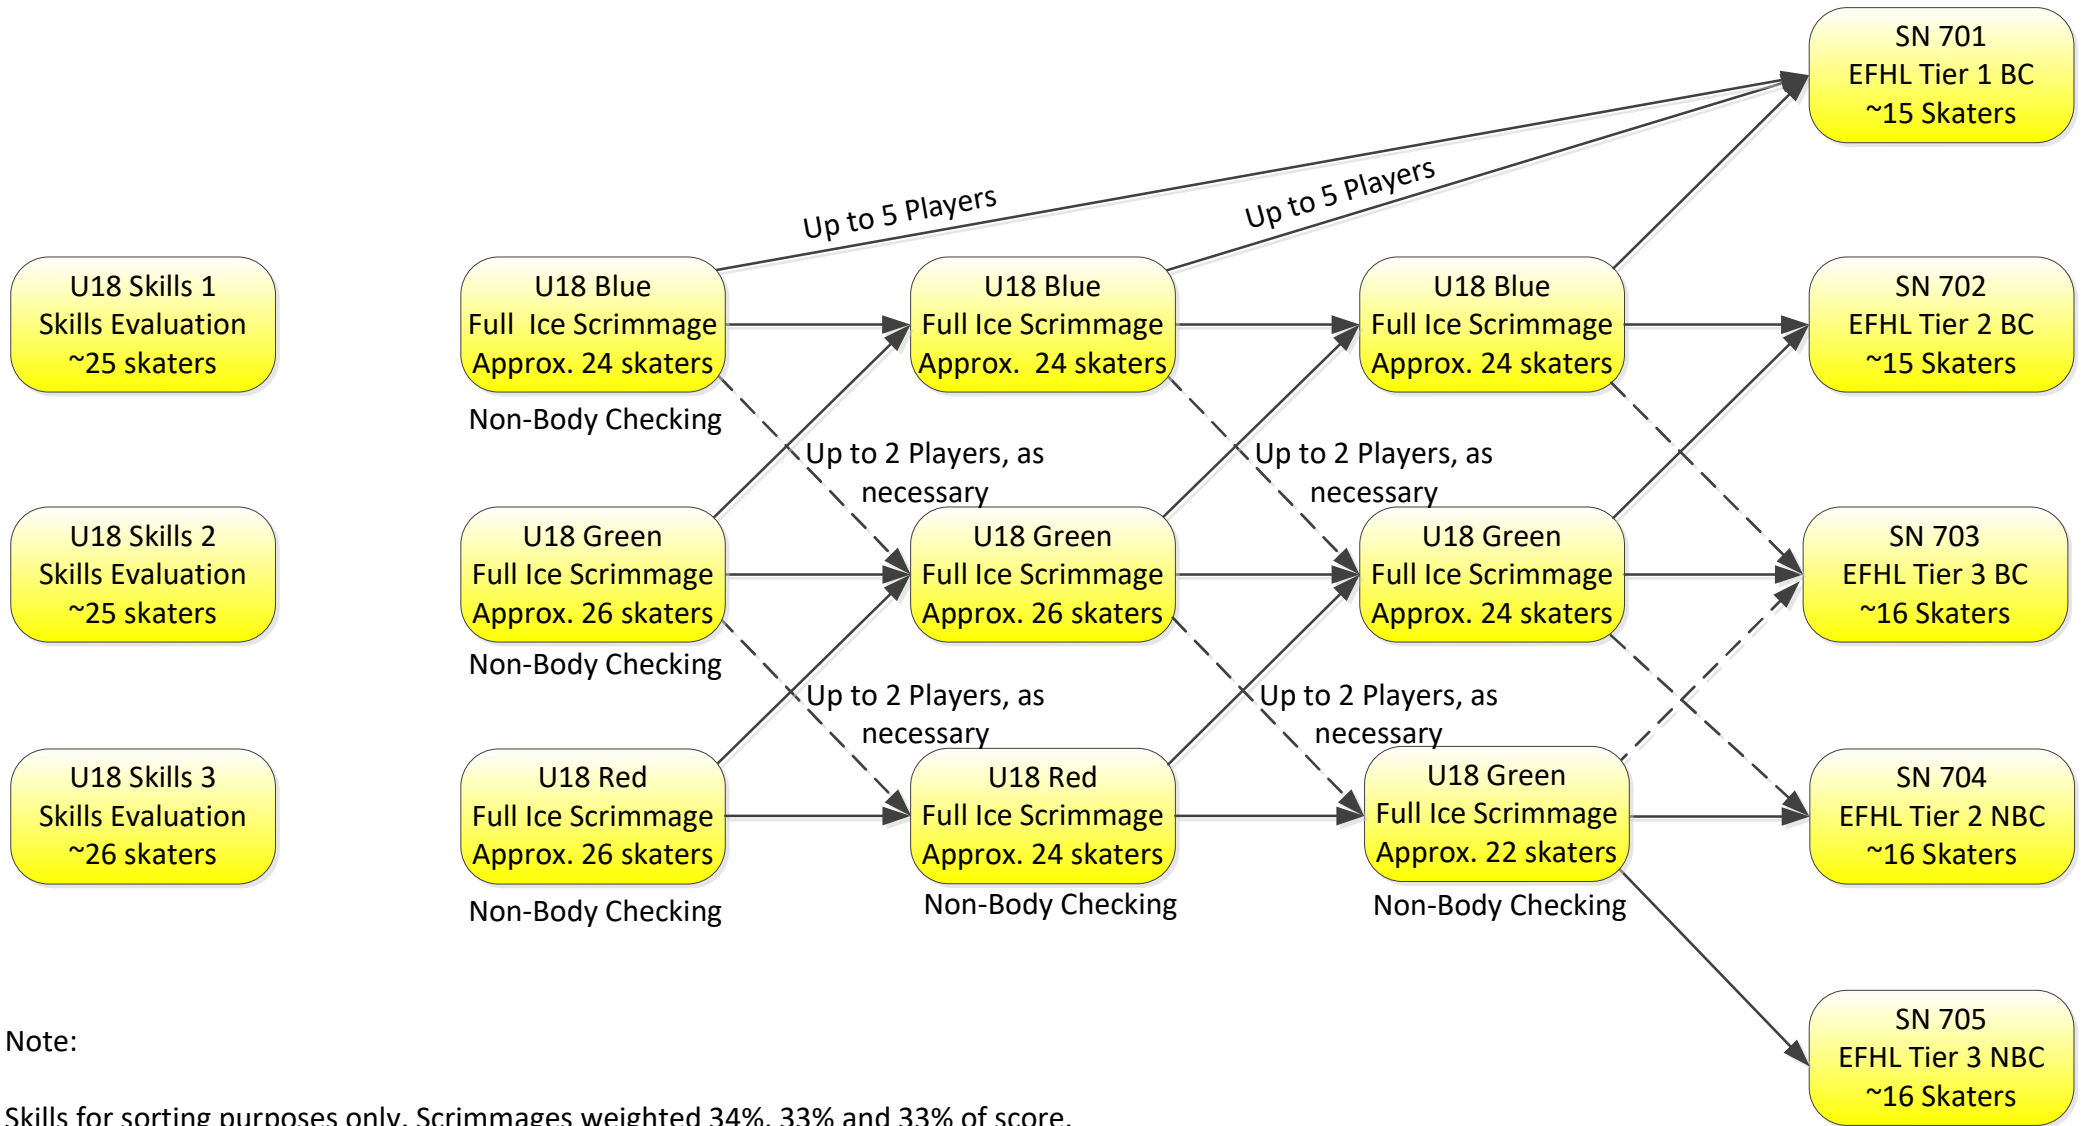 SN 701
EFHL Tier 1 BC
~15 Skaters
Up to 5 Players
Up to 5 Players
U18 Skills 1
Skills Evaluation
~25 skaters
U18 Blue
Full Ice Scrimmage
Approx. 24 skaters
Non-Body Checking
U18 Blue
Full Ice Scrimmage
Approx. 24 skaters
U18 Blue
Full Ice Scrimmage
Approx. 24 skaters
SN 702
EFHL Tier 2 BC
~15 Skaters
Up to 2 Players, as
necessary
Up to 2 Players, as
necessary
U18 Skills 2
Skills Evaluation
~25 skaters
U18 Green
Full Ice Scrimmage
Approx. 26 skaters
Non-Body Checking
U18 Green
Full Ice Scrimmage
Approx. 26 skaters
U18 Green
Full Ice Scrimmage
Approx. 24 skaters
SN 703
EFHL Tier 3 BC
~16 Skaters
Up to 2 Players, as
necessary
Up to 2 Players, as
necessary
U18 Skills 3
Skills Evaluation
~26 skaters
U18 Red
Full Ice Scrimmage
Approx. 26 skaters
Non-Body Checking
U18 Red
Full Ice Scrimmage
Approx. 24 skaters
Non-Body Checking
U18 Green
Full Ice Scrimmage
Approx. 22 skaters
Non-Body Checking
SN 704
EFHL Tier 2 NBC
~16 Skaters
SN 705
EFHL Tier 3 NBC
~16 Skaters
Note:
Skills for sorting purposes only. Scrimmages weighted 34%, 33% and 33% of score.